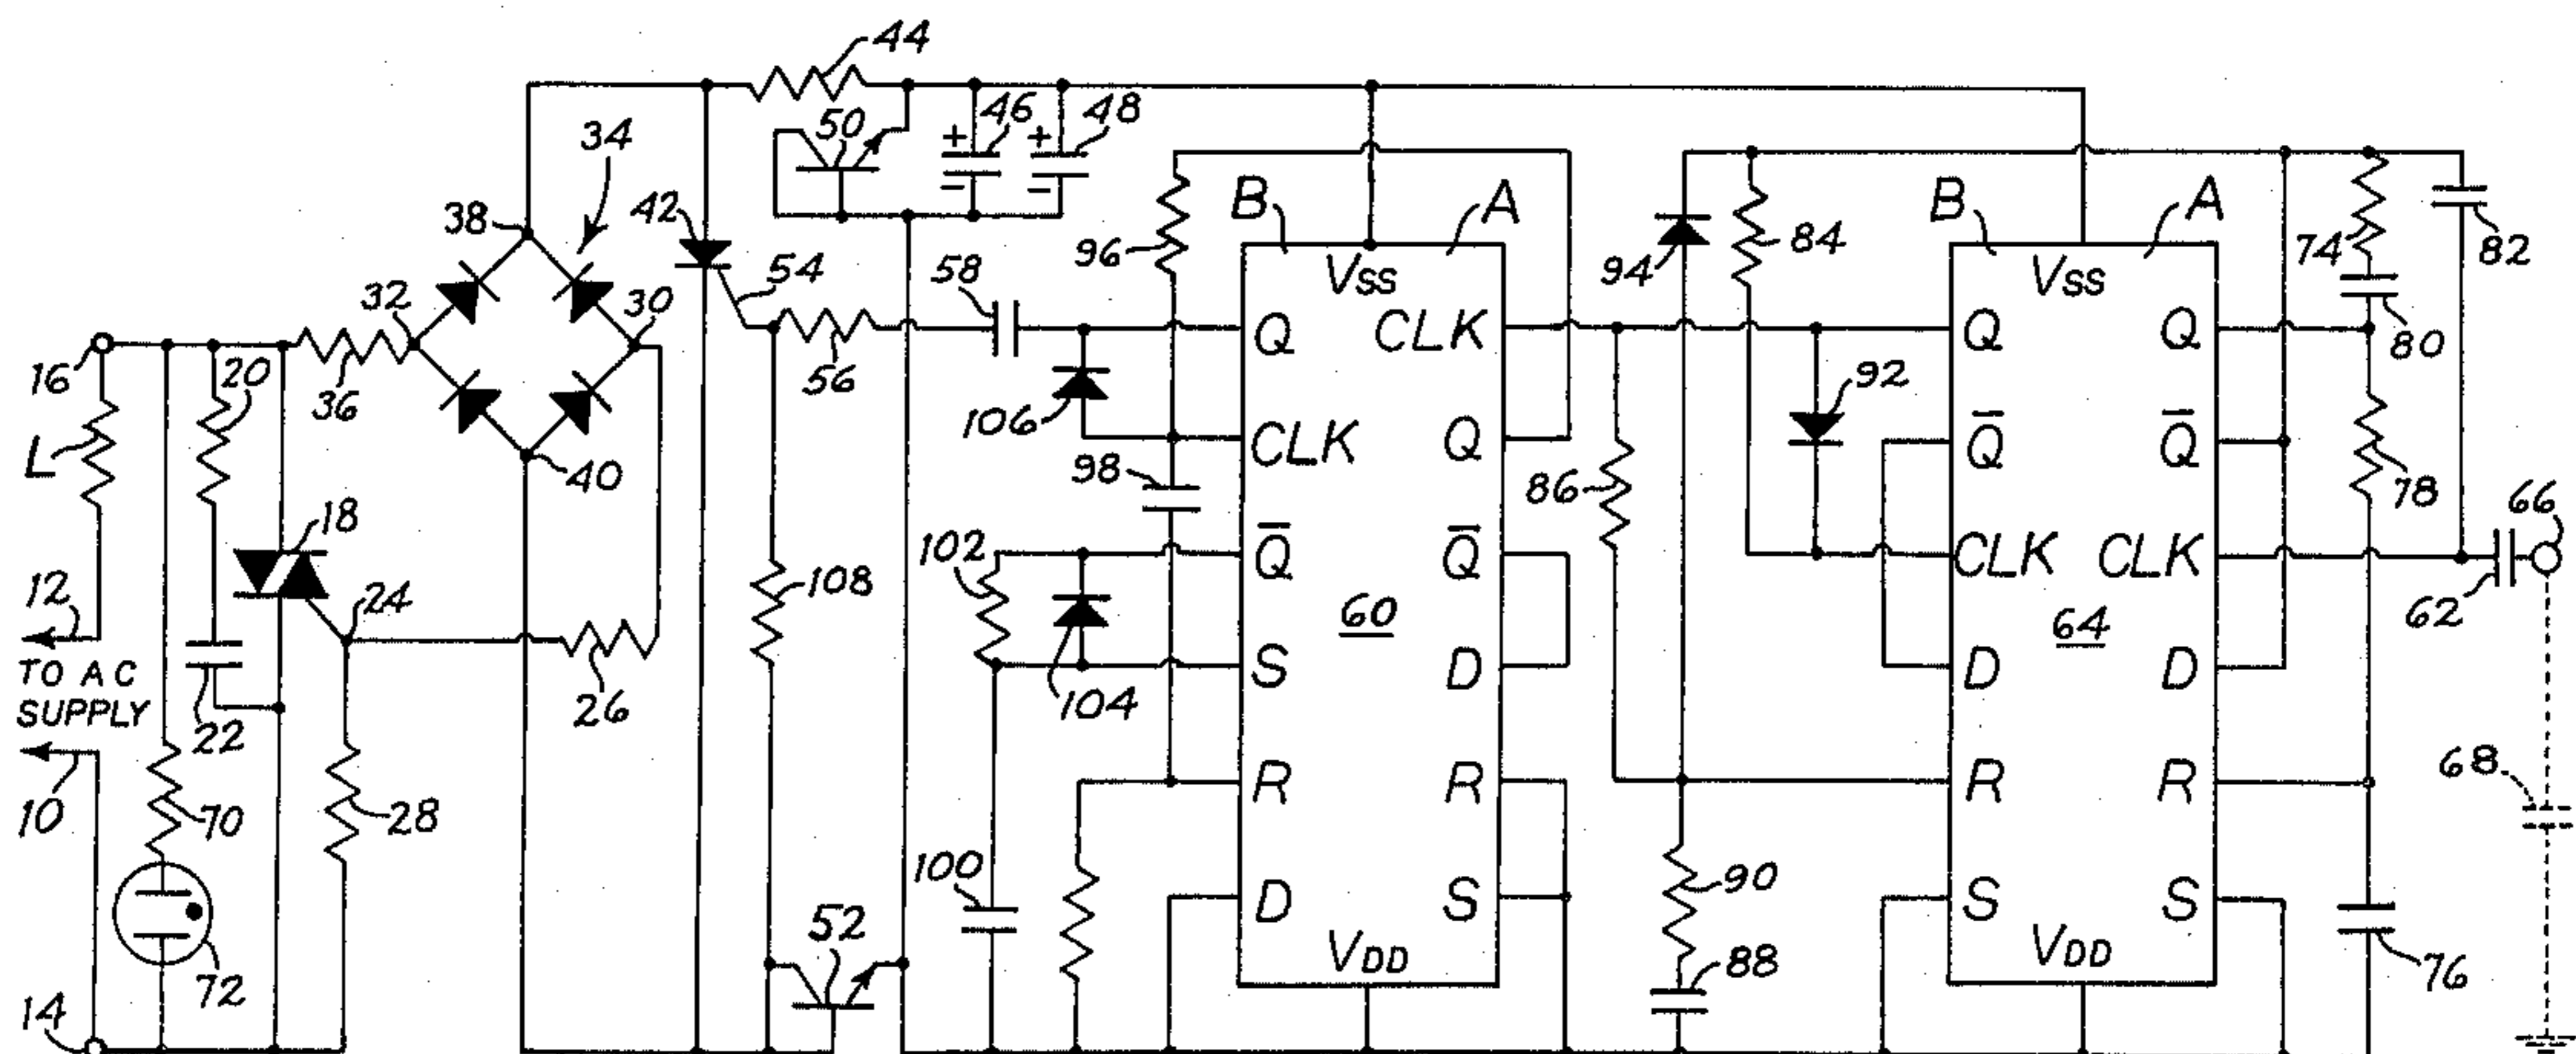 44
34
50
+ 46
+ 48
−
−
B
A
B
A
38
42
96
84
94
74
82
VSS
VSS
54
58
32
30
Q
CLK
Q
Q
80
16
20
36
56
92
106
CLK
Q
Q̅
Q̅
L
40
98
86
78
66
18
102
Q̅
Q̅
CLK
CLK
12
24
108
60
64
62
TO AC
SUPPLY
22
26
104
S
D
D
D
10
70
28
R
R
R
R
68
100
90
72
52
D
S
S
S
VDD
VDD
88
76
14